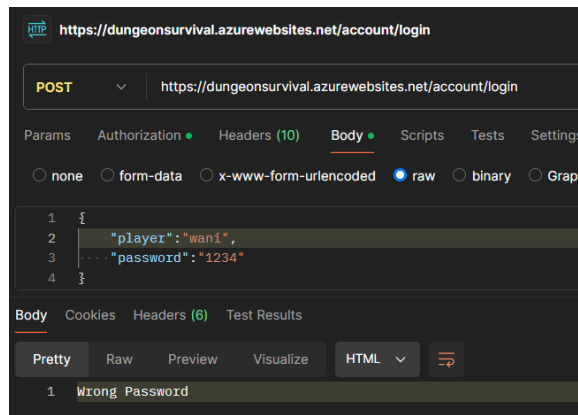 HTTP https://dungeonsurvival.azurewebsites.net/account/login
POST https://dungeonsurvival.azurewebsites.net/account/login
Params Authorization Headers (10) Body Scripts Tests Settings
none form-data x-www-form-urlencoded raw binary Grap
1 {
2 "player":"wani",
3 "password":"1234"
4 }
Body Cookies Headers (6) Test Results
Pretty Raw Preview Visualize HTML
1 Wrong Password